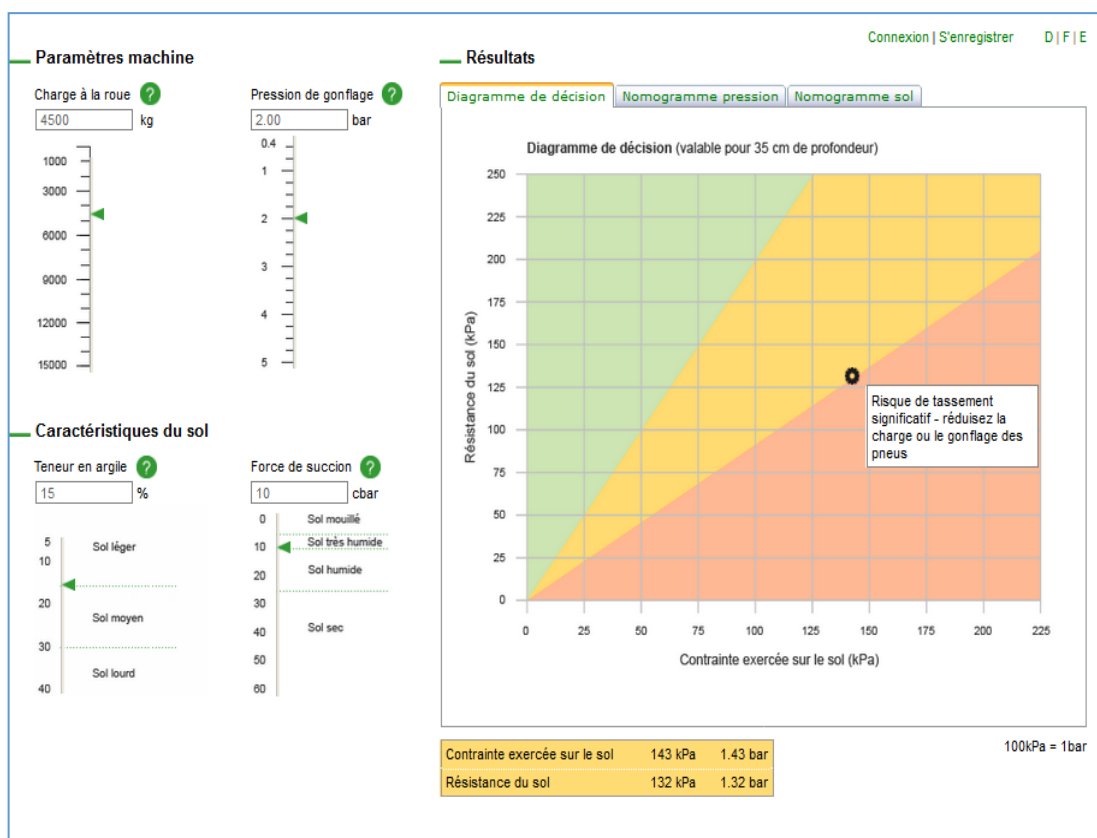 Connexion | S'enregistrer D | F | E
Paramètres machine
Charge à la roue ?
4500 kg
1000
3000
6000
9000
12000
15000
Pression de gonflage ?
2.00 bar
0.4
1
2
3
4
5
Caractéristiques du sol
Teneur en argile ?
15 %
5
10
20
30
40
Sol léger
Sol moyen
Sol lourd
Force de succion ?
10 cbar
0
10
20
30
40
50
60
Sol mouillé
Sol très humide
Sol humide
Sol sec
Résultats
Diagramme de décision Nomogramme pression Nomogramme sol
Diagramme de décision (valable pour 35 cm de profondeur)
Résistance du sol (kPa)
250
225
200
175
150
125
100
75
50
25
0
Risque de tassement
significatif - réduisez la
charge ou le gonflage des
pneus
0 25 50 75 100 125 150 175 200 225
Contrainte exercée sur le sol (kPa)
Contrainte exercée sur le sol 143 kPa 1.43 bar
Résistance du sol 132 kPa 1.32 bar
100kPa = 1bar